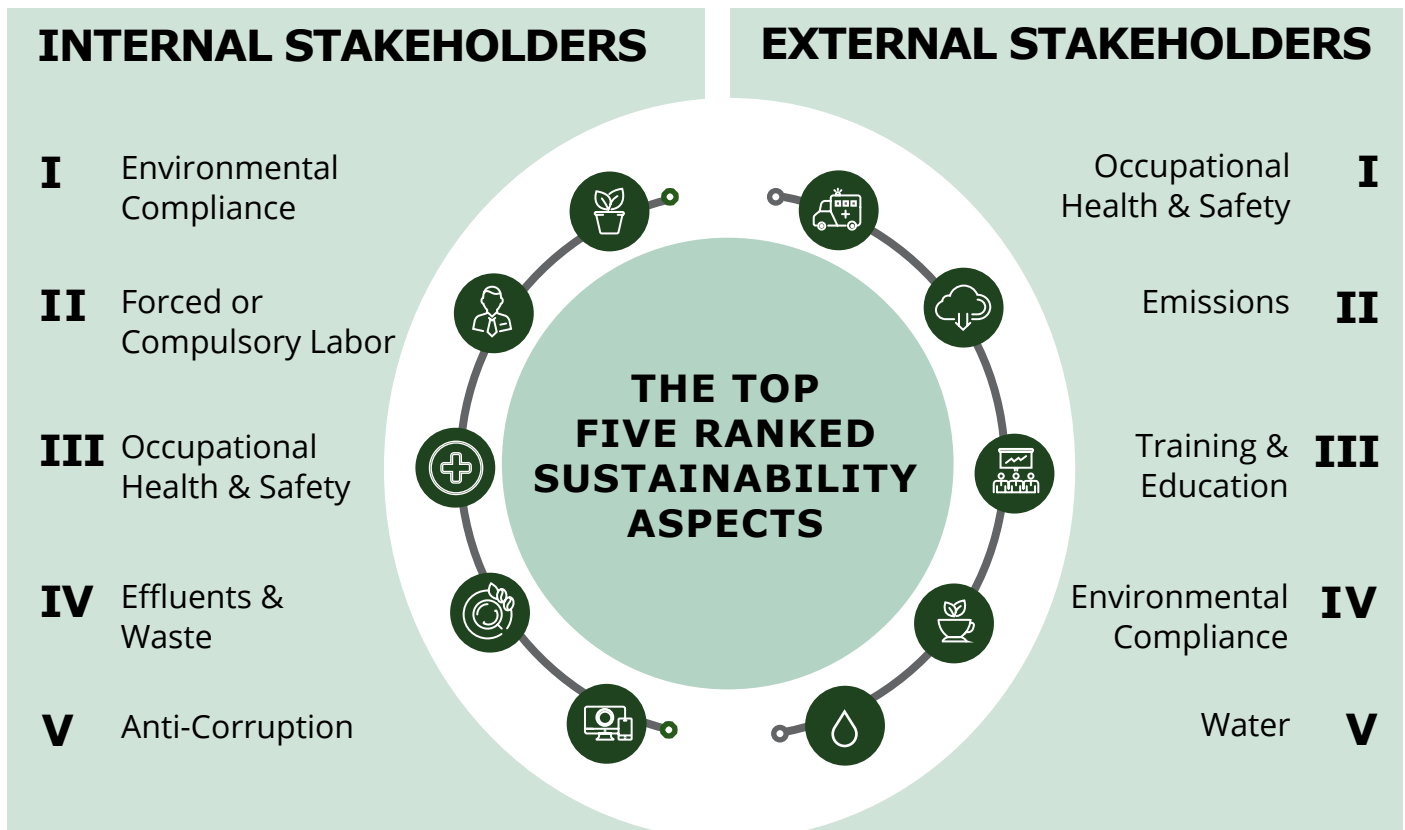 INTERNAL STAKEHOLDERS
I
Environmental
Compliance
II
Forced or
Compulsory Labor
III
Occupational
Health & Safety
IV
Effluents &
Waste
V
Anti-Corruption
THE TOP
FIVE RANKED
SUSTAINABILITY
ASPECTS
EXTERNAL STAKEHOLDERS
Occupational
Health & Safety
I
Emissions
II
Training &
Education
III
Environmental
Compliance
IV
Water
V